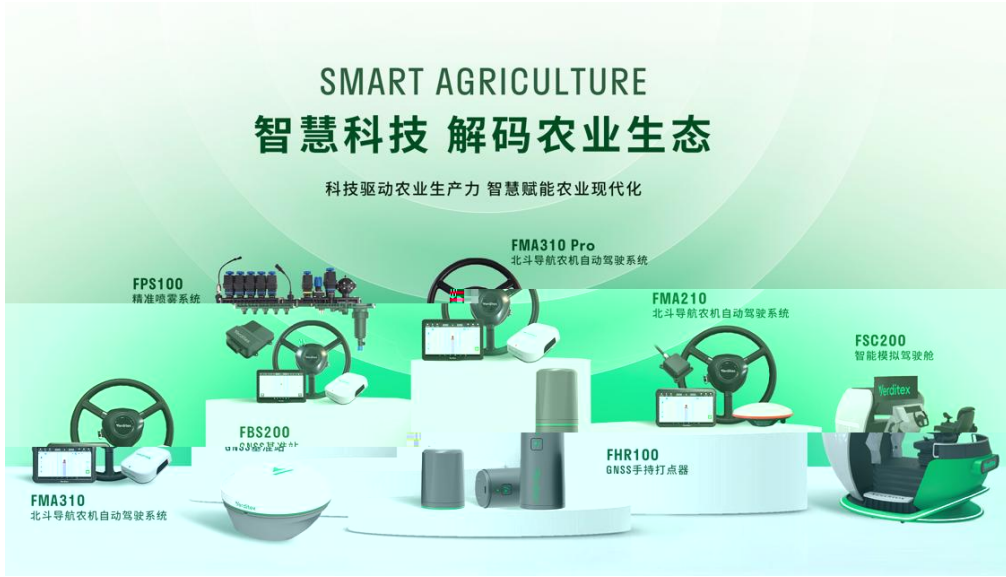 SMART AGRICULTURE
智慧科技 解码农业生态
科技驱动农业生产力 智慧赋能农业现代化
FMA310 Pro
北斗导航农机自动驾驶系统
FPS100
精准喷雾系统
FMA210
北斗导航农机自动驾驶系统
FSC200
智能模拟驾驶舱
Verditex
FBS200
FHR100
GNSS手持打点器
FMA310
北斗导航农机自动驾驶系统
Verditex